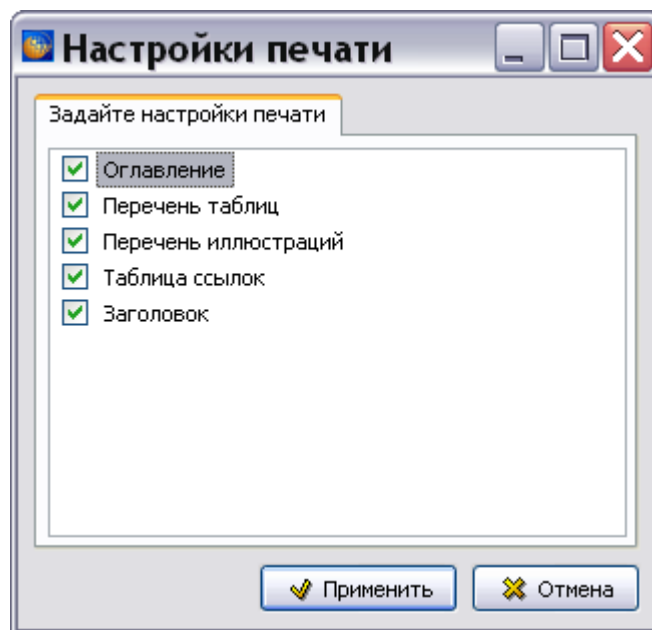 Настройки печати
Задайте настройки печати
Оглавление
Перечень таблиц
Перечень иллюстраций
Таблица ссылок
Заголовок
Применить
Отмена